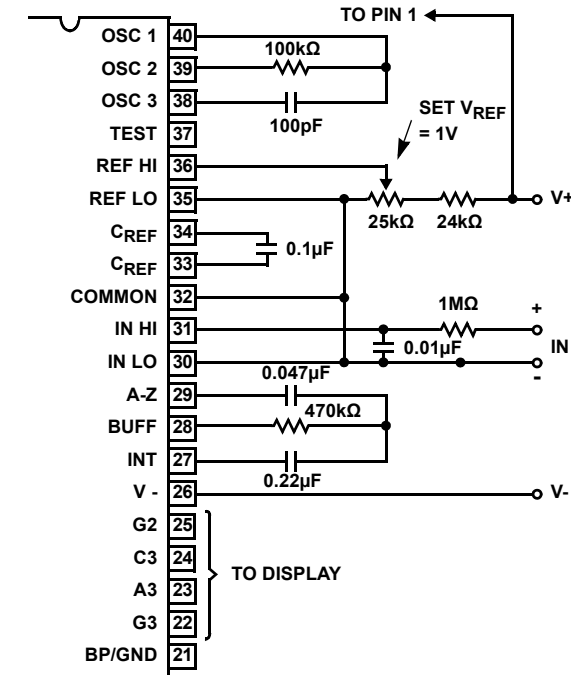 TO PIN 1
OSC 1 40
100kΩ
OSC 2 39
OSC 3 38
100pF
SET VREF
= 1V
TEST 37
REF HI 36
REF LO 35
25kΩ 24kΩ
V+
CREF 34
0.1µF
CREF 33
COMMON 32
1MΩ
+
IN HI 31
0.01µF
IN
IN LO 30
-
0.047µF
A-Z 29
470kΩ
BUFF 28
INT 27
0.22µF
V - 26
V-
G2 25
C3 24
TO DISPLAY
A3 23
G3 22
BP/GND 21